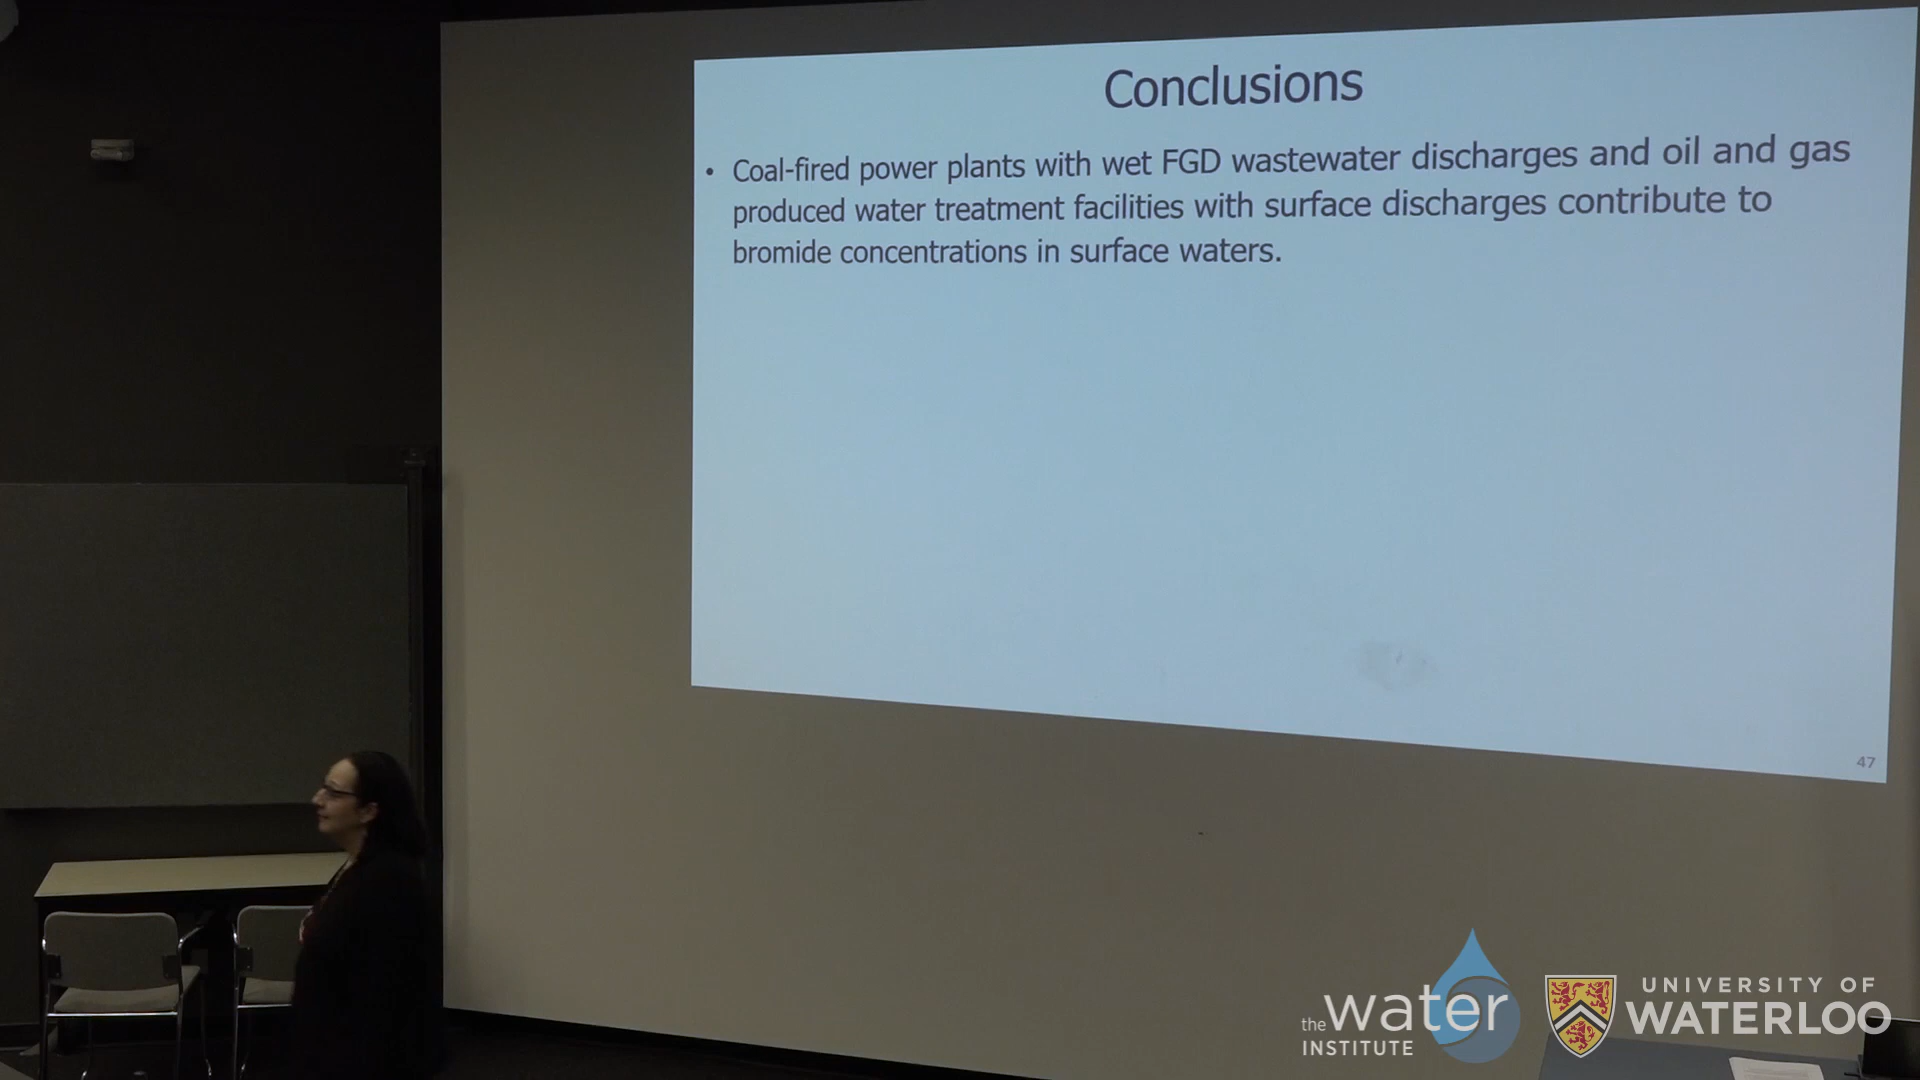 Conclusions
• Coal-fired power plants with wet FGD wastewater discharges and oil and gas
produced water treatment facilities with surface discharges contribute to
bromide concentrations in surface waters.
47
the water
INSTITUTE
UNIVERSITY OF
WATERLOO